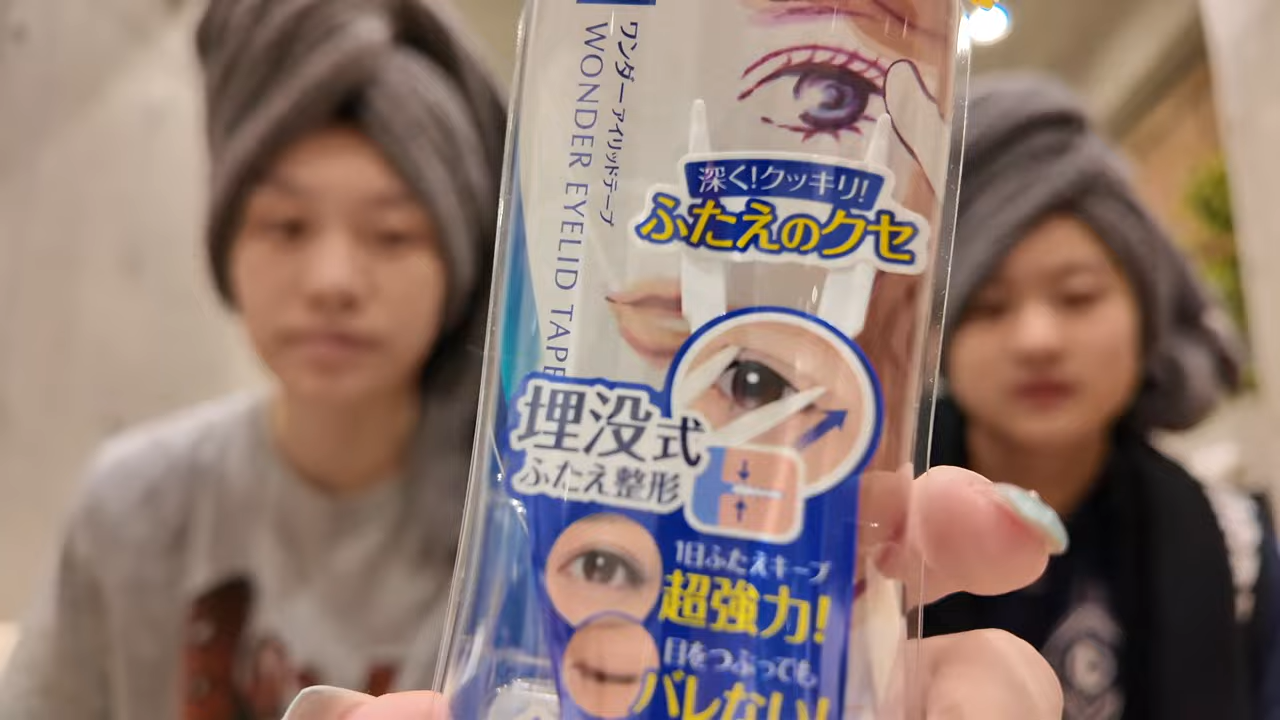 ワンダーアイリッドテープ
WONDER EYELID TAPE
深く!クッキリ!
ふたえのクセ
埋没式
ふたえ整形
1日ふたえキープ
超強力!
目をつぶっても
バレない!